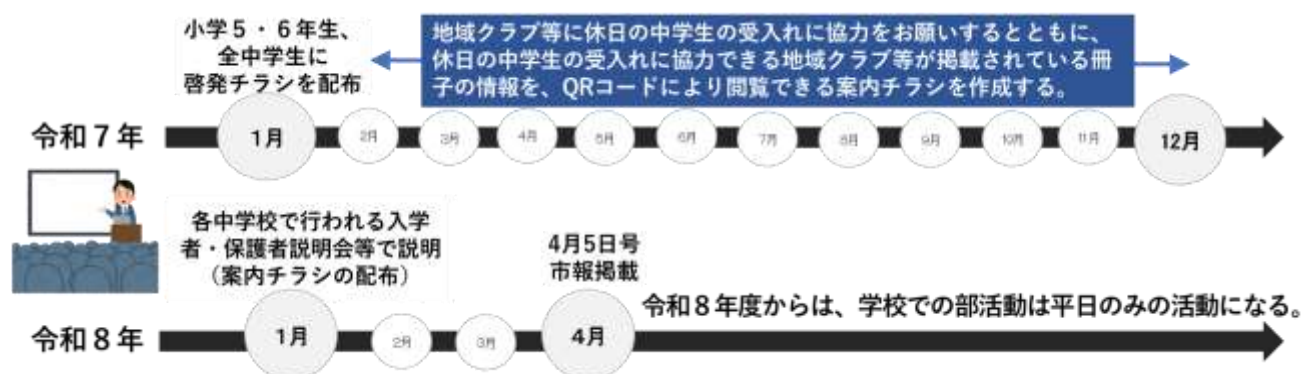 小学５・６年生、
全中学生に
啓発チラシを配布
地域クラブ等に休日の中学生の受入れに協力をお願いするとともに、
休日の中学生の受入れに協力できる地域クラブ等が掲載されている冊
子の情報を、QRコードにより閲覧できる案内チラシを作成する。
令和７年
1月
2月
3月
4月
5月
6月
7月
8月
9月
10月
11月
12月
各中学校で行われる入学
者・保護者説明会等で説明
（案内チラシの配布）
4月5日号
市報掲載
令和８年度からは、学校での部活動は平日のみの活動になる。
令和８年
1月
2月
3月
4月